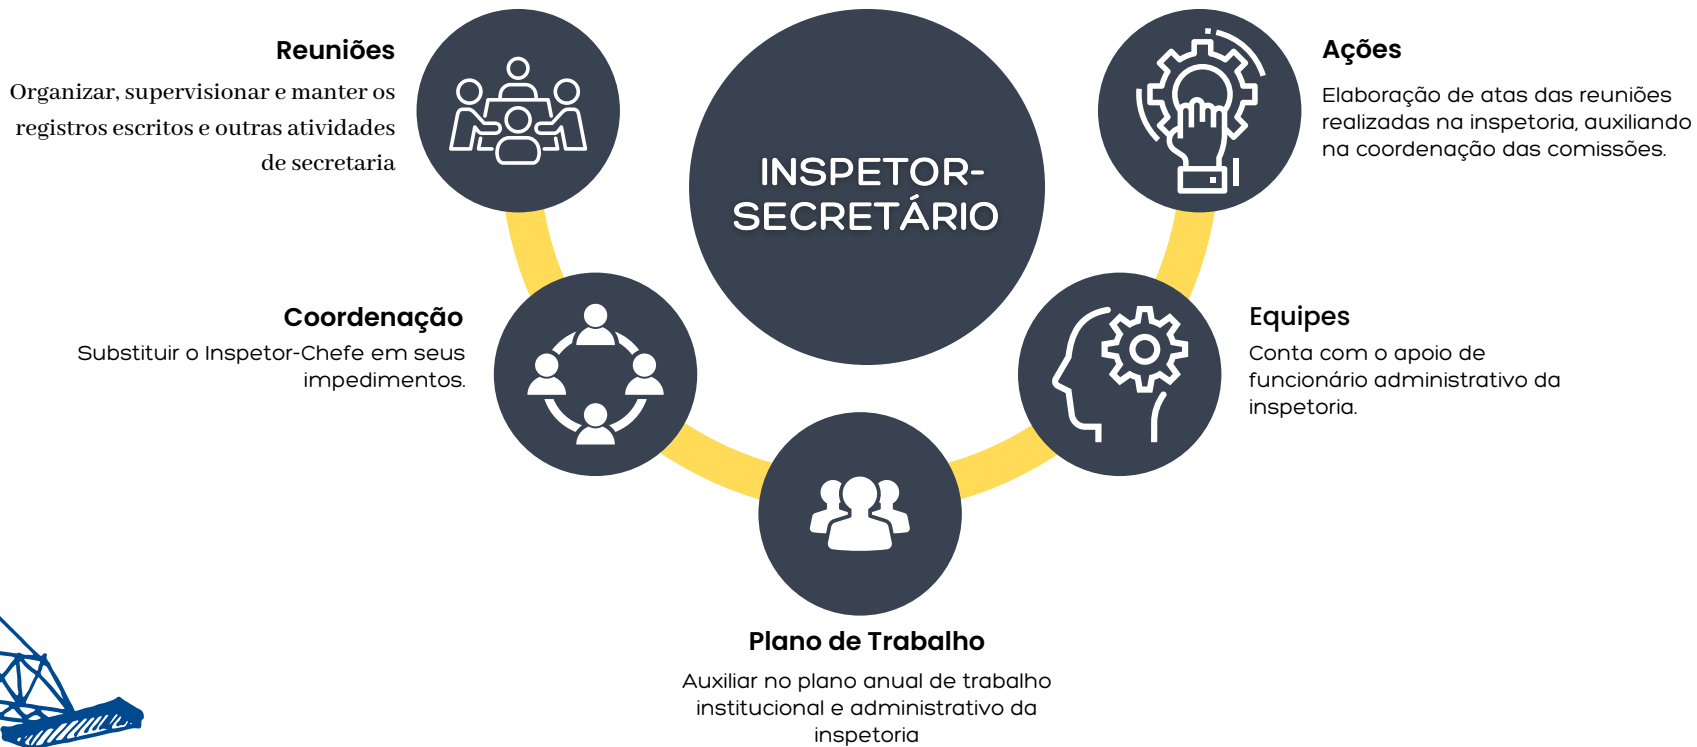 INSPETOR-
SECRETÁRIO
Reuniões
Organizar, supervisionar e manter os
registros escritos e outras atividades
de secretaria
Coordenação
Substituir o Inspetor-Chefe em seus
impedimentos.
Plano de Trabalho
Auxiliar no plano anual de trabalho
institucional e administrativo da
inspetoria
Equipes
Conta com o apoio de
funcionário administrativo da
inspetoria.
Ações
Elaboração de atas das reuniões
realizadas na inspetoria, auxiliando
na coordenação das comissões.